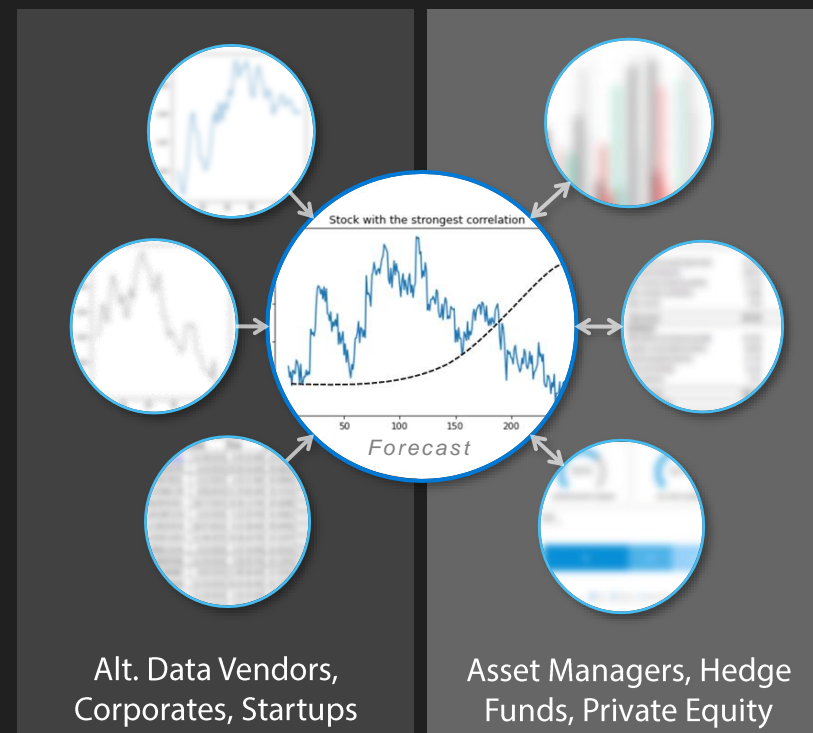 Stock with the strongest correlation
50 100 150 200
Forecast
Alt. Data Vendors,
Corporates, Startups
Asset Managers, Hedge
Funds, Private Equity